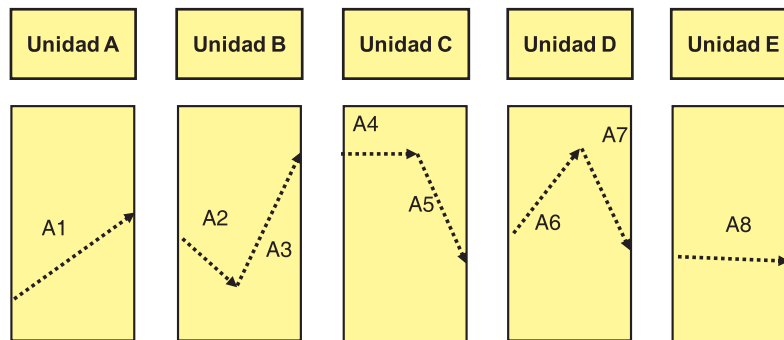 Unidad A
Unidad B
Unidad C
Unidad D
Unidad E
A1
A2
A3
A4
A5
A6
A7
A8